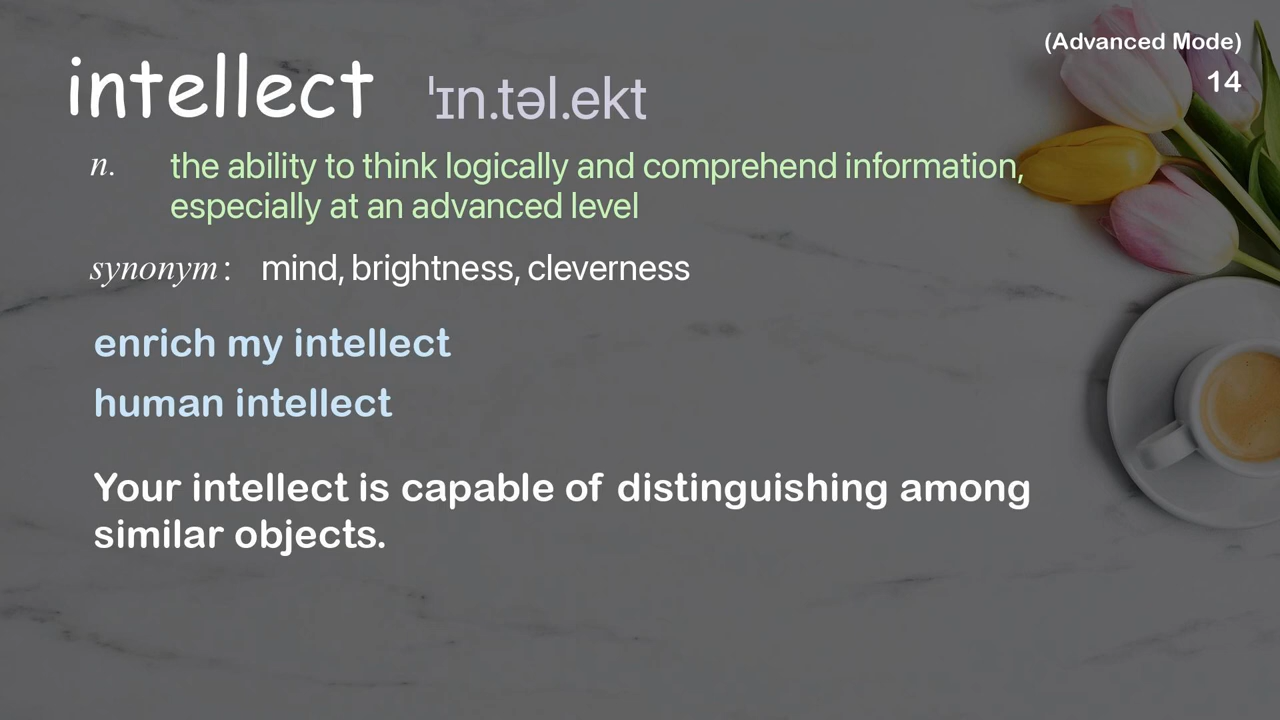 (Advanced Mode)
14
intellect ˈɪn.təl.ekt
n. the ability to think logically and comprehend information,
especially at an advanced level
synonym: mind, brightness, cleverness
enrich my intellect
human intellect
Your intellect is capable of distinguishing among
similar objects.